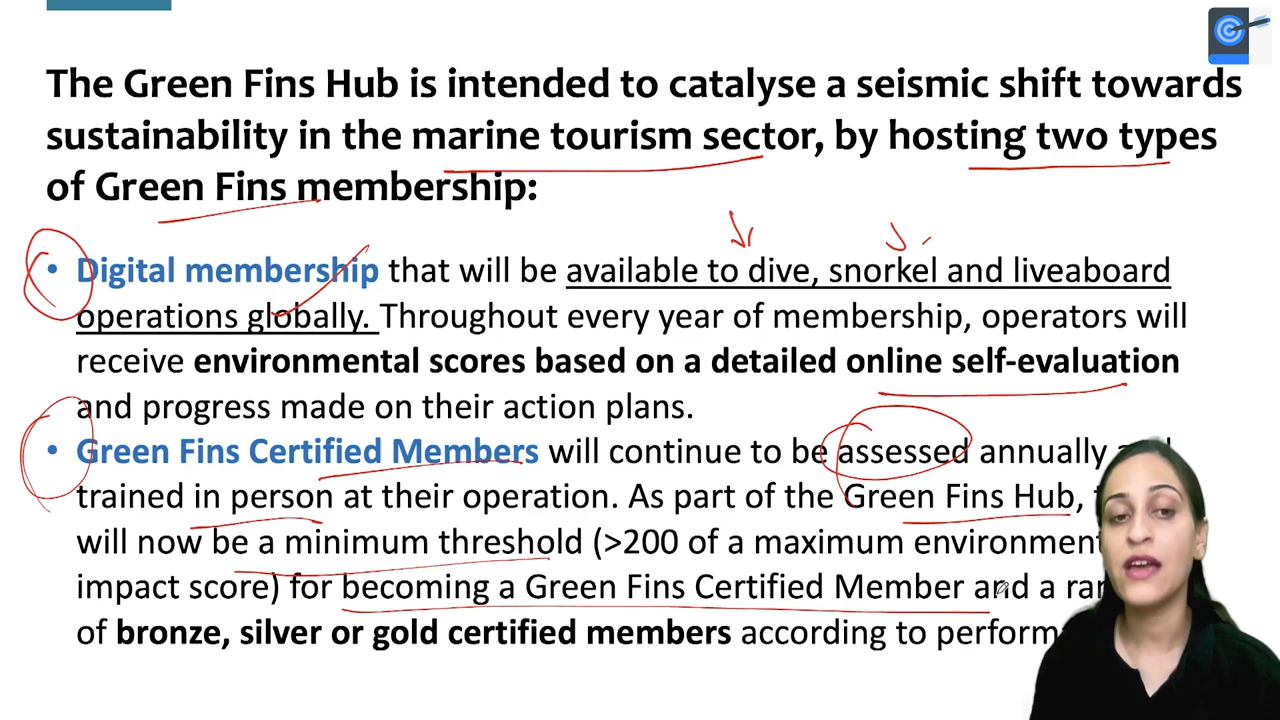 The Green Fins Hub is intended to catalyse a seismic shift towards
sustainability in the marine tourism sector, by hosting two types
of Green Fins membership:
• Digital membership that will be available to dive, snorkel and liveaboard
operations globally. Throughout every year of membership, operators will
receive environmental scores based on a detailed online self-evaluation
and progress made on their action plans.
• Green Fins Certified Members will continue to be assessed annually
trained in person at their operation. As part of the Green Fins Hub,
will now be a minimum threshold (>200 of a maximum
impact score) for becoming a Green Fins Certified Member and a
of bronze, silver or gold certified members according to